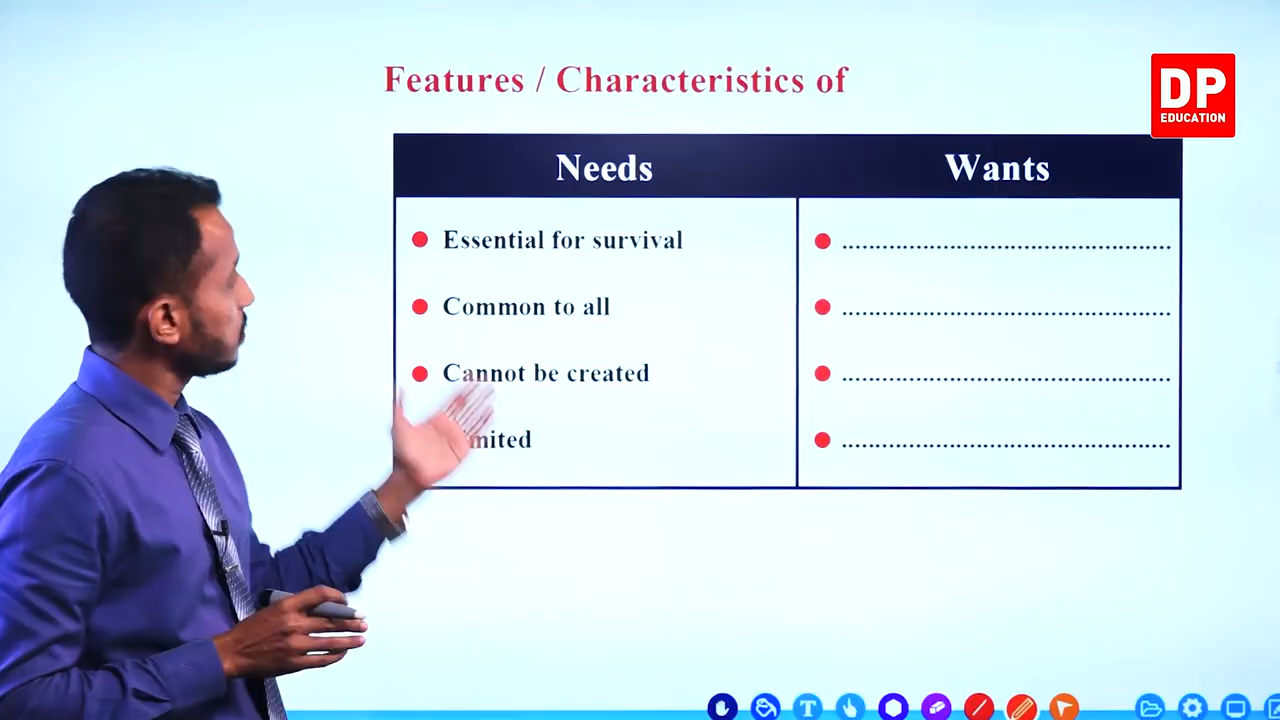 Features / Characteristics of
DP
EDUCATION
Needs
Wants
Essential for survival
Common to all
Cannot be created
.......................................................
.......................................................
.......................................................
.......................................................